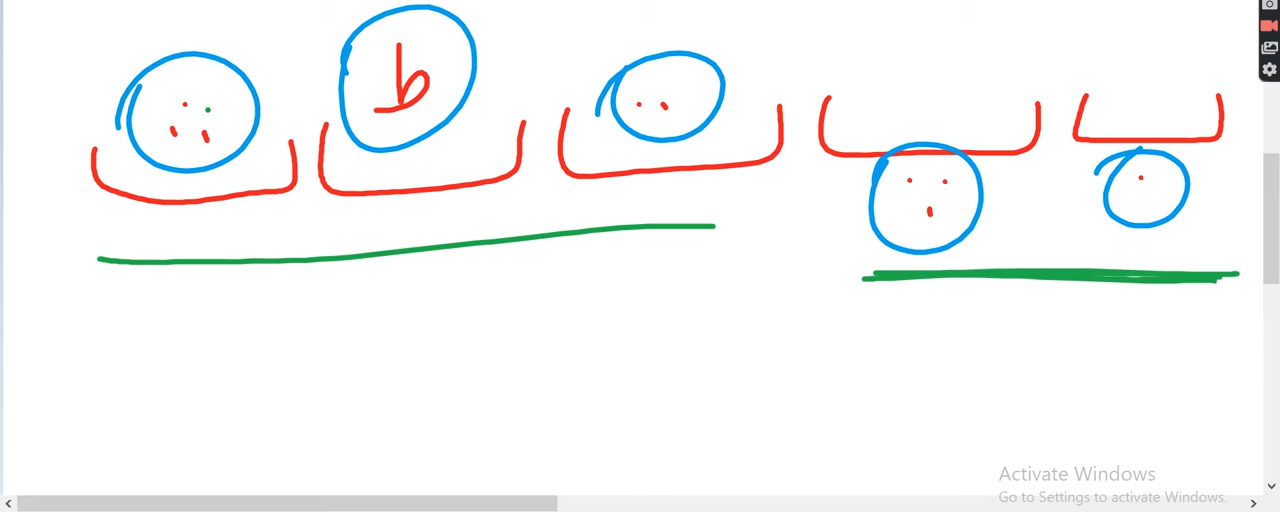 ب پ ت ٹ ث
Activate Windows
Go to Settings to activate Windows.